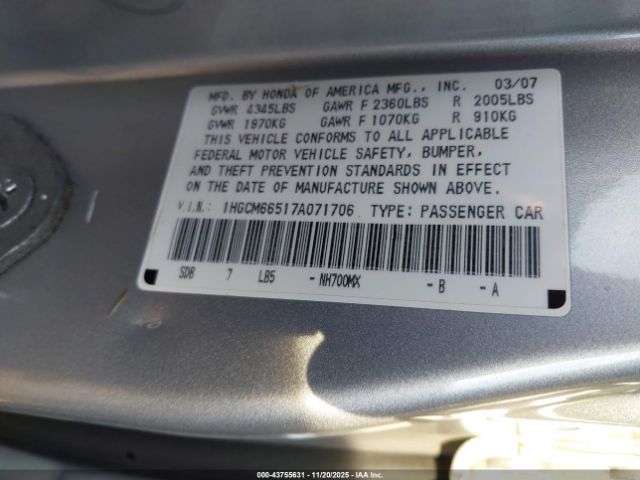 MFD. BY HONDA OF AMERICA MFG., INC. 03/07
GVWR 4345LBS GAWR F 2360LBS R 2005LBS
GVWR 1970KG GAWR F 1070KG R 910KG
THIS VEHICLE CONFORMS TO ALL APPLICABLE
FEDERAL MOTOR VEHICLE SAFETY, BUMPER,
AND THEFT PREVENTION STANDARDS IN EFFECT
ON THE DATE OF MANUFACTURE SHOWN ABOVE.
V.I.N.: 1HGCM66517A071706 TYPE: PASSENGER CAR
SDB 7 LB5 - NH700MX - B - A
000-43755631 - 11/20/2025 - IAA Inc.